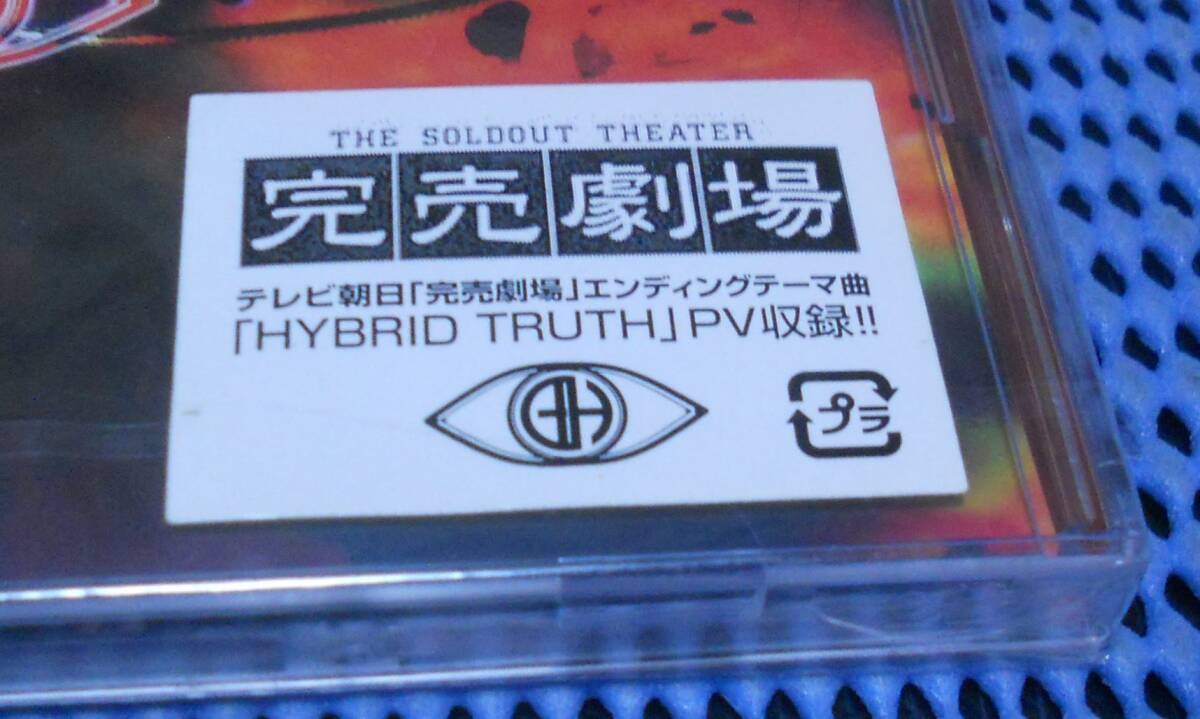 THE SOLDOUT THEATER
完売劇場
テレビ朝日「完売劇場」エンディングテーマ曲
「HYBRID TRUTH」PV収録!!
プラ